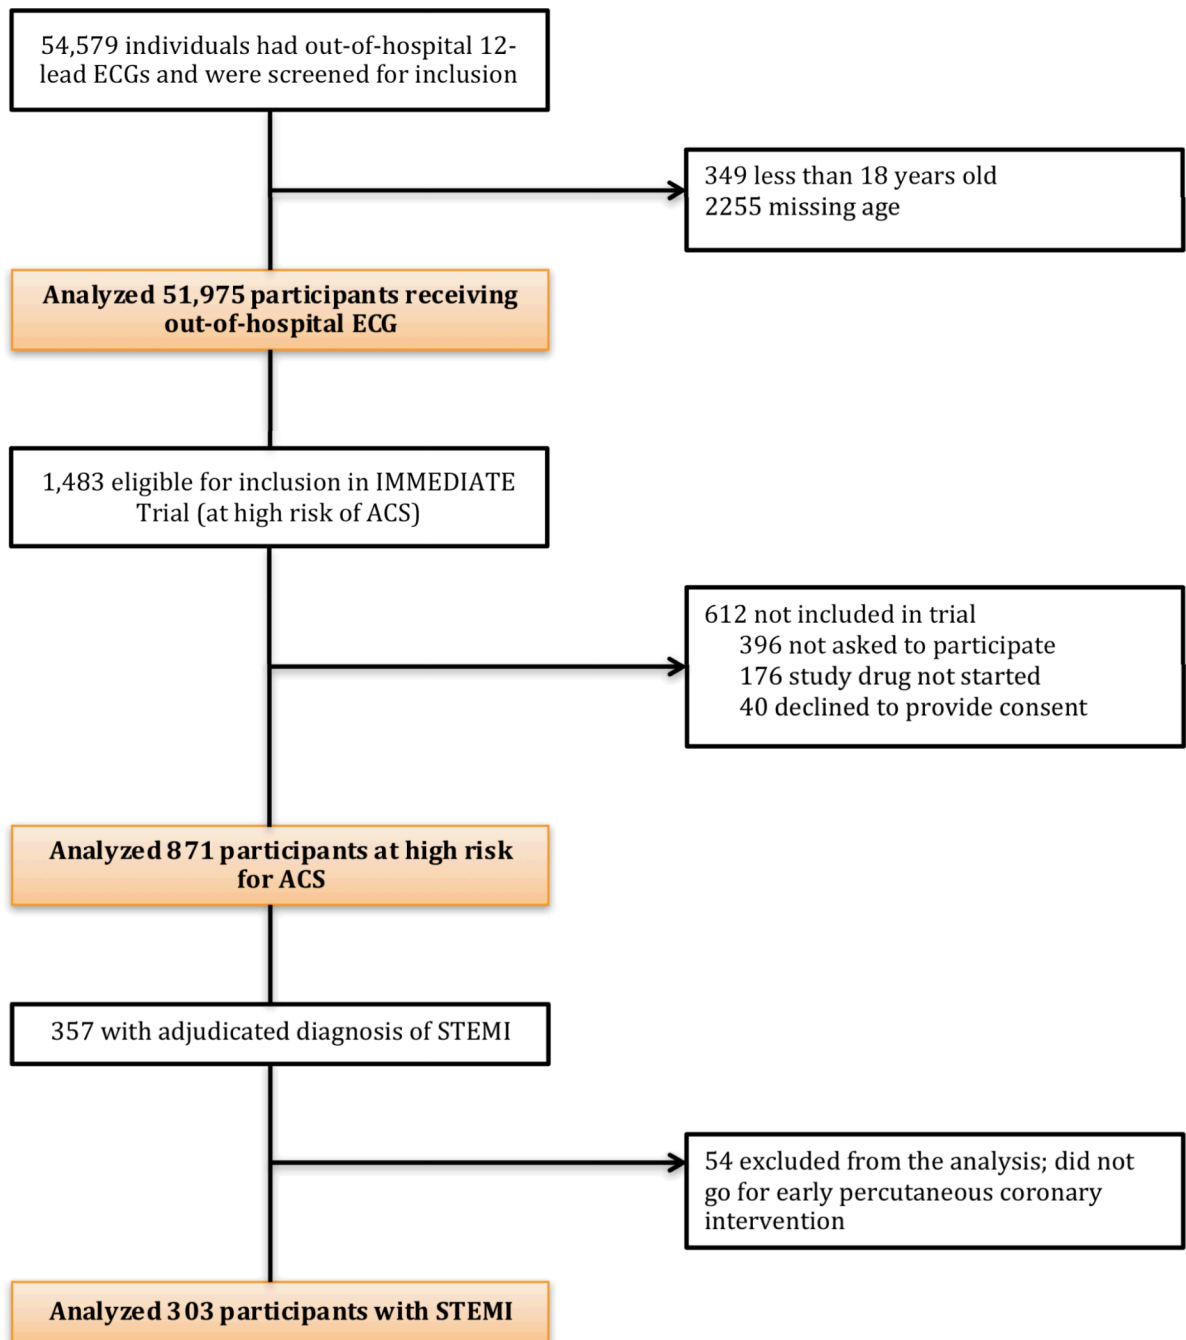 54,579 individuals had out-of-hospital 12-
lead ECGs and were screened for inclusion
349 less than 18 years old
2255 missing age
Analyzed 51,975 participants receiving
out-of-hospital ECG
1,483 eligible for inclusion in IMMEDIATE
Trial (at high risk of ACS)
612 not included in trial
396 not asked to participate
176 study drug not started
40 declined to provide consent
Analyzed 871 participants at high risk
for ACS
357 with adjudicated diagnosis of STEMI
54 excluded from the analysis; did not
go for early percutaneous coronary
intervention
Analyzed 303 participants with STEMI